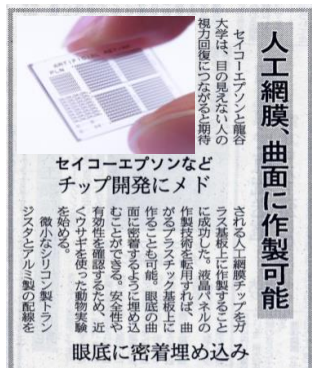 人工網膜、曲面に作製可能
セイコーエプソンと龍谷
大学は、目の見えない人の
視力回復につながると期待
ARTIFICIAL RETINA
セイコーエプソンなど
チップ開発にメド
される人工網膜チップをガ
ラス基板上に作製すること
に成功した。液晶パネルの
作製技術を転用すれば、曲
がるプラスチック基板上に
作ることも可能。眼底の曲
面に密着するように埋め込
むことができる。安全性や
有効性を確認するため、近
くウサギを使った動物実験
を始める。
微小なシリコン製トラン
ジスタとアルミ製の配線を
眼底に密着埋め込み